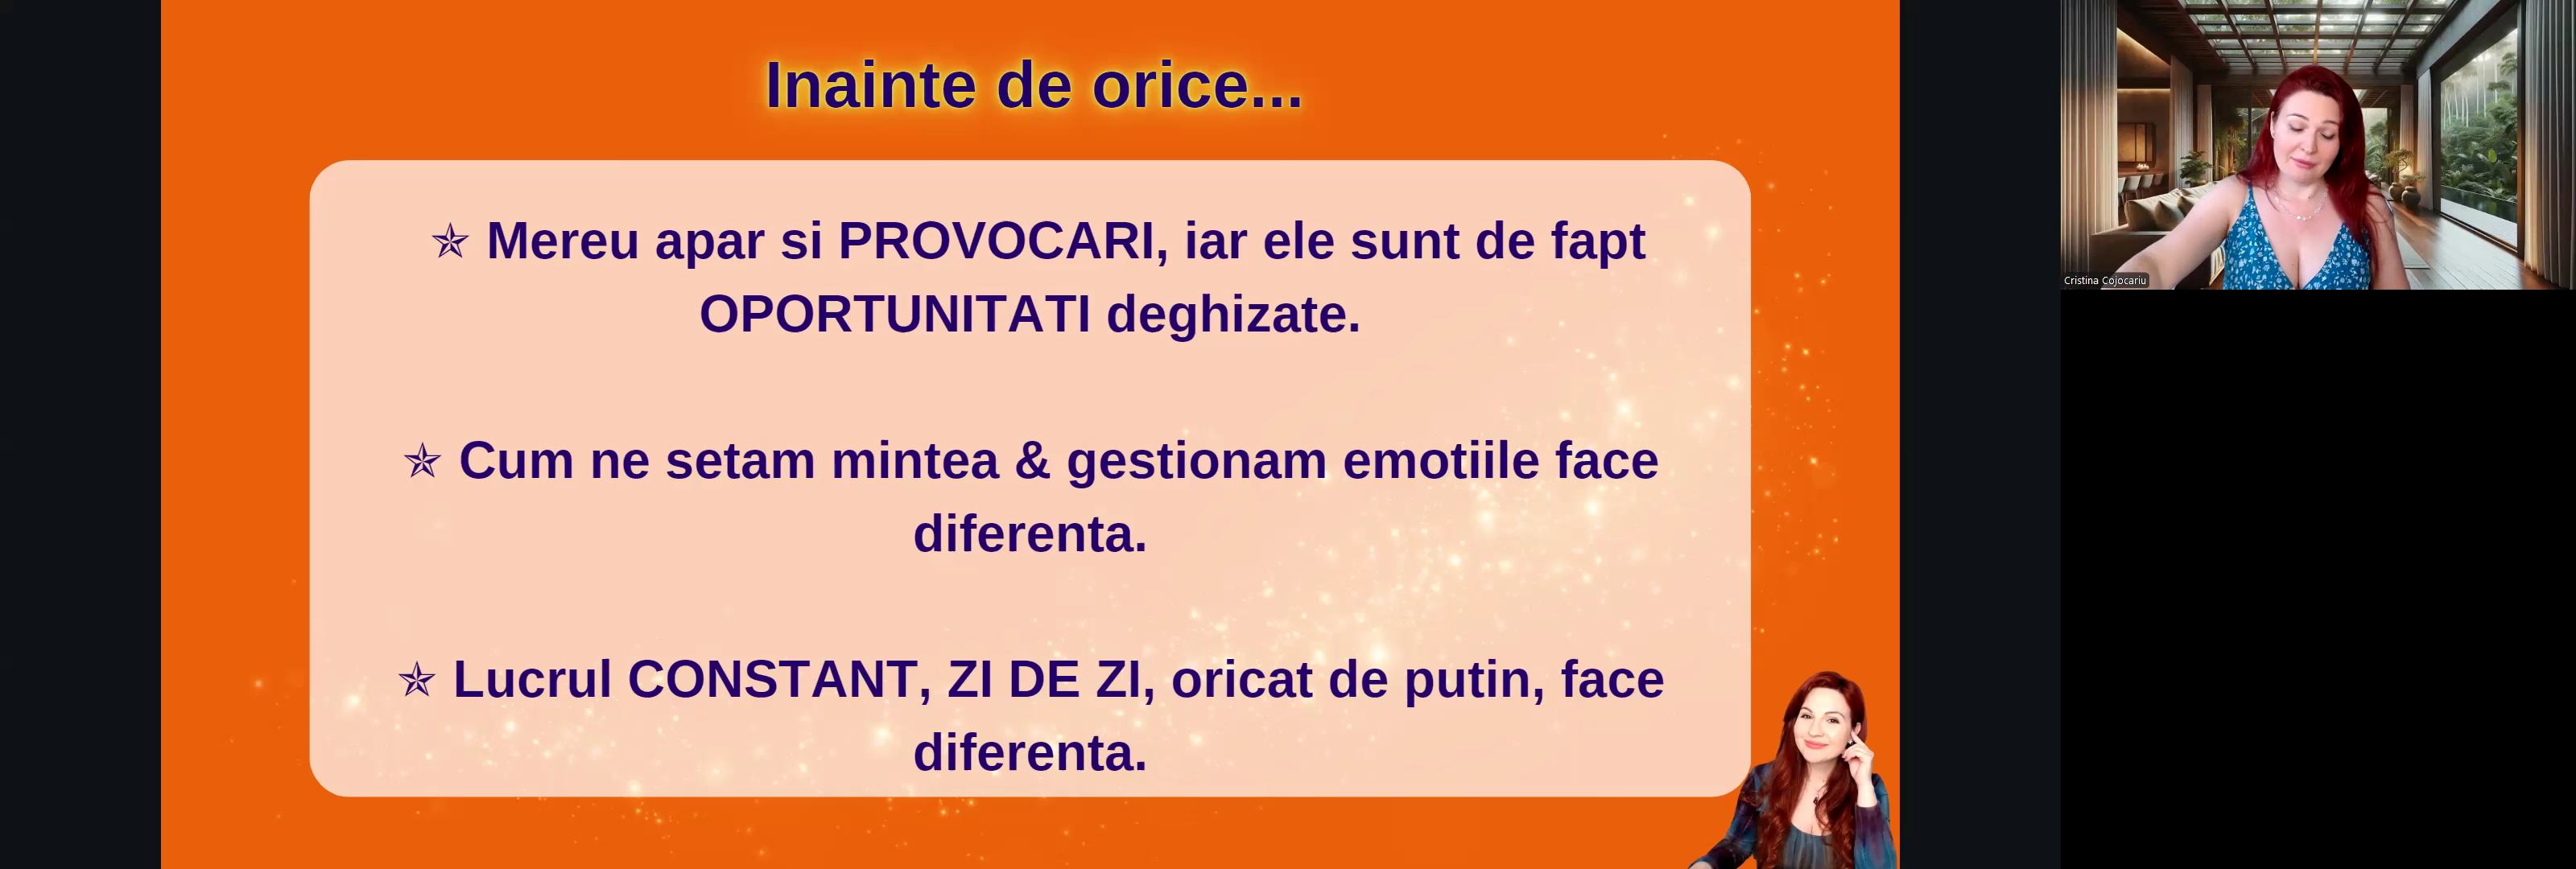 Inainte de orice...
✯ Mereu apar si PROVOCARI, iar ele sunt de fapt
OPORTUNITATI deghizate.
✯ Cum ne setam mintea & gestionam emotiile face
diferenta.
✯ Lucrul CONSTANT, ZI DE ZI, oricat de putin, face
diferenta.
Cristina Cojocariu